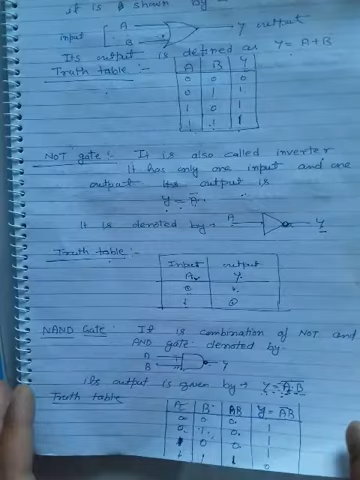 it is shown by -
input A B Y output
Its output is defined as Y = A+B
Truth table :-
A B Y
0 0 0
0 1 1
1 0 1
1 1 1
NOT gate :- It is also called inverter
It has only one input and one
output Its output is
Y = A̅.
It is denoted by → A Y
Truth table :-
Input output
A Y
0 1
1 0
NAND Gate : It is combination of NOT and
AND gate denoted by.
A
B Y
its output is given by → Y = A̅.̅B̅
Truth table
A B AB Y = A̅B̅
0 0 0 1
0 1 0 1
1 0 0 1
1 1 1 0